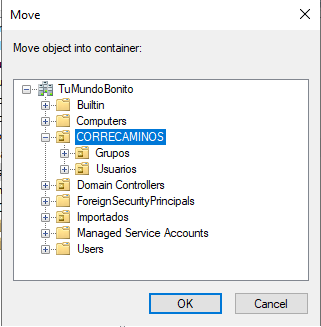 Move
Move object into container:
TuMundoBonito
Builtin
Computers
CORRECAMINOS
Grupos
Usuarios
Domain Controllers
ForeignSecurityPrincipals
Importados
Managed Service Accounts
Users
OK
Cancel